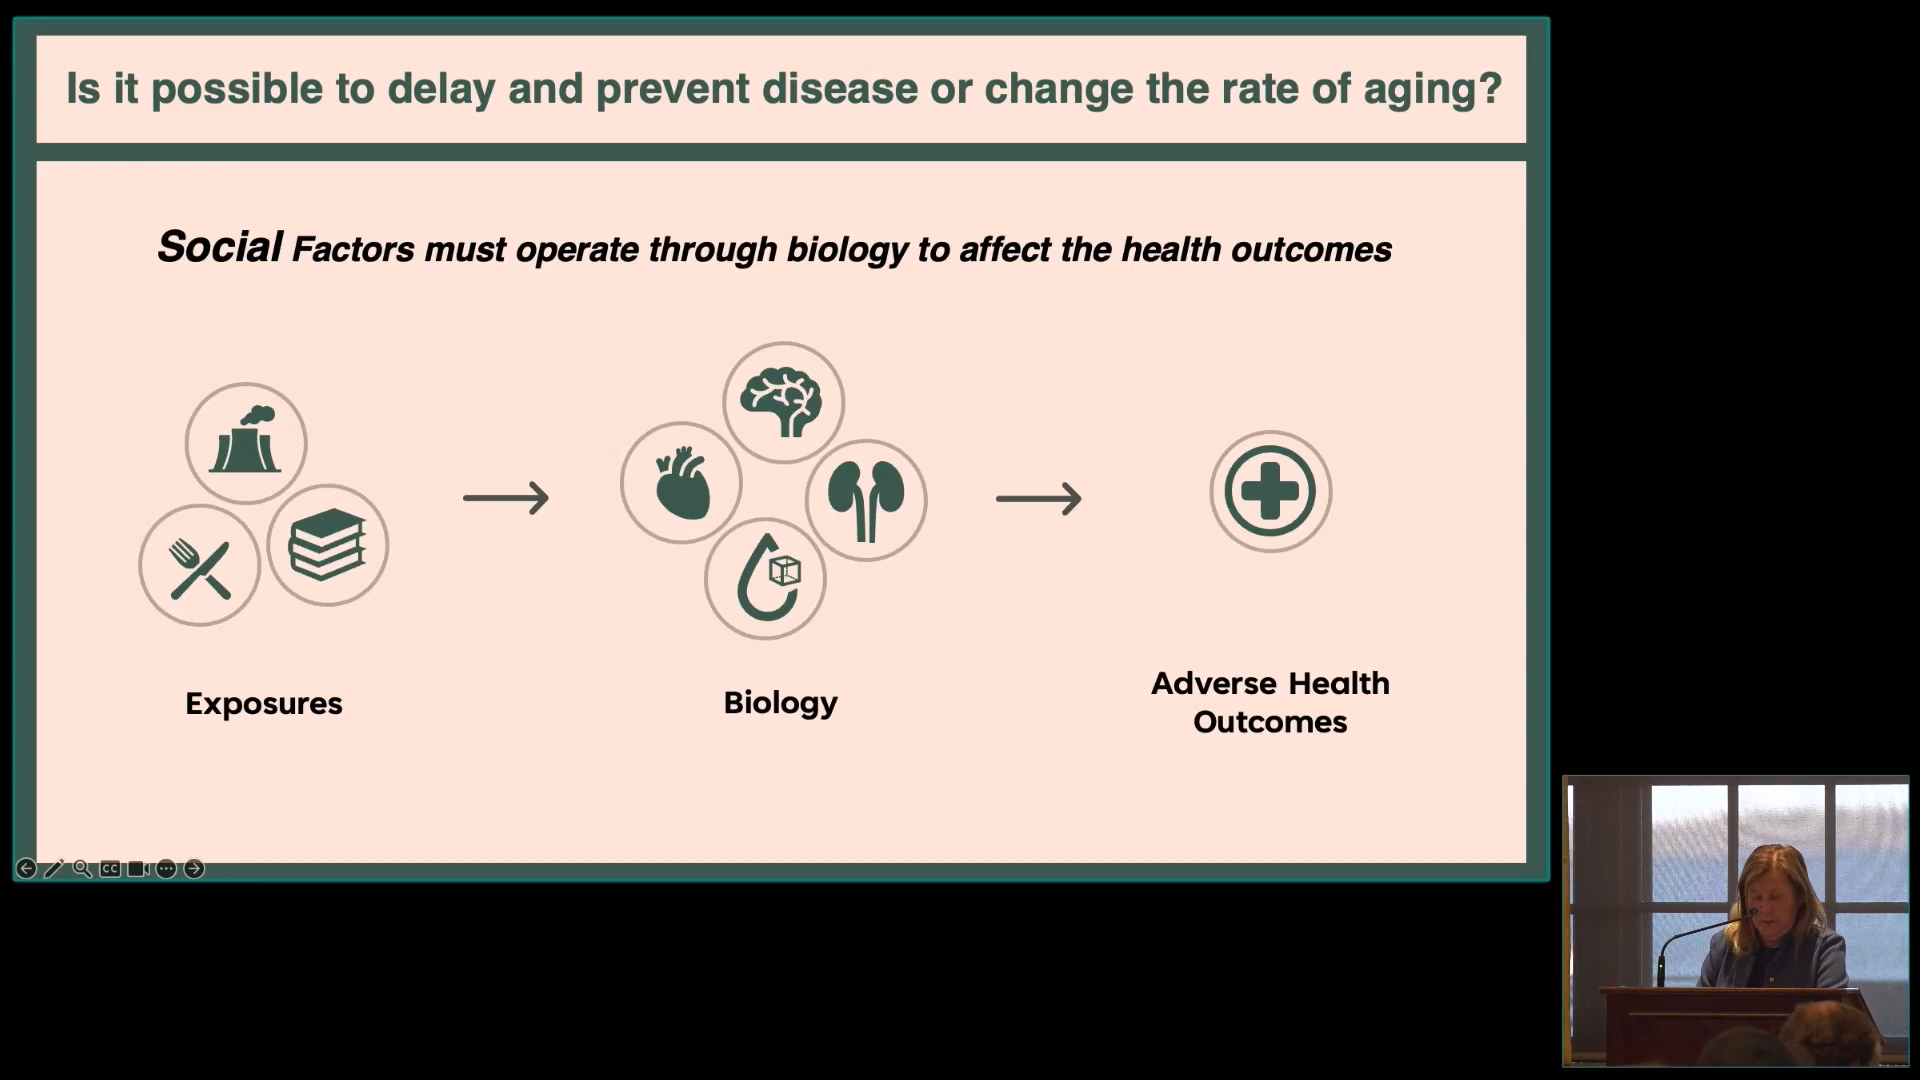 Is it possible to delay and prevent disease or change the rate of aging?
Social Factors must operate through biology to affect the health outcomes
Exposures
Biology
Adverse Health
Outcomes
CC